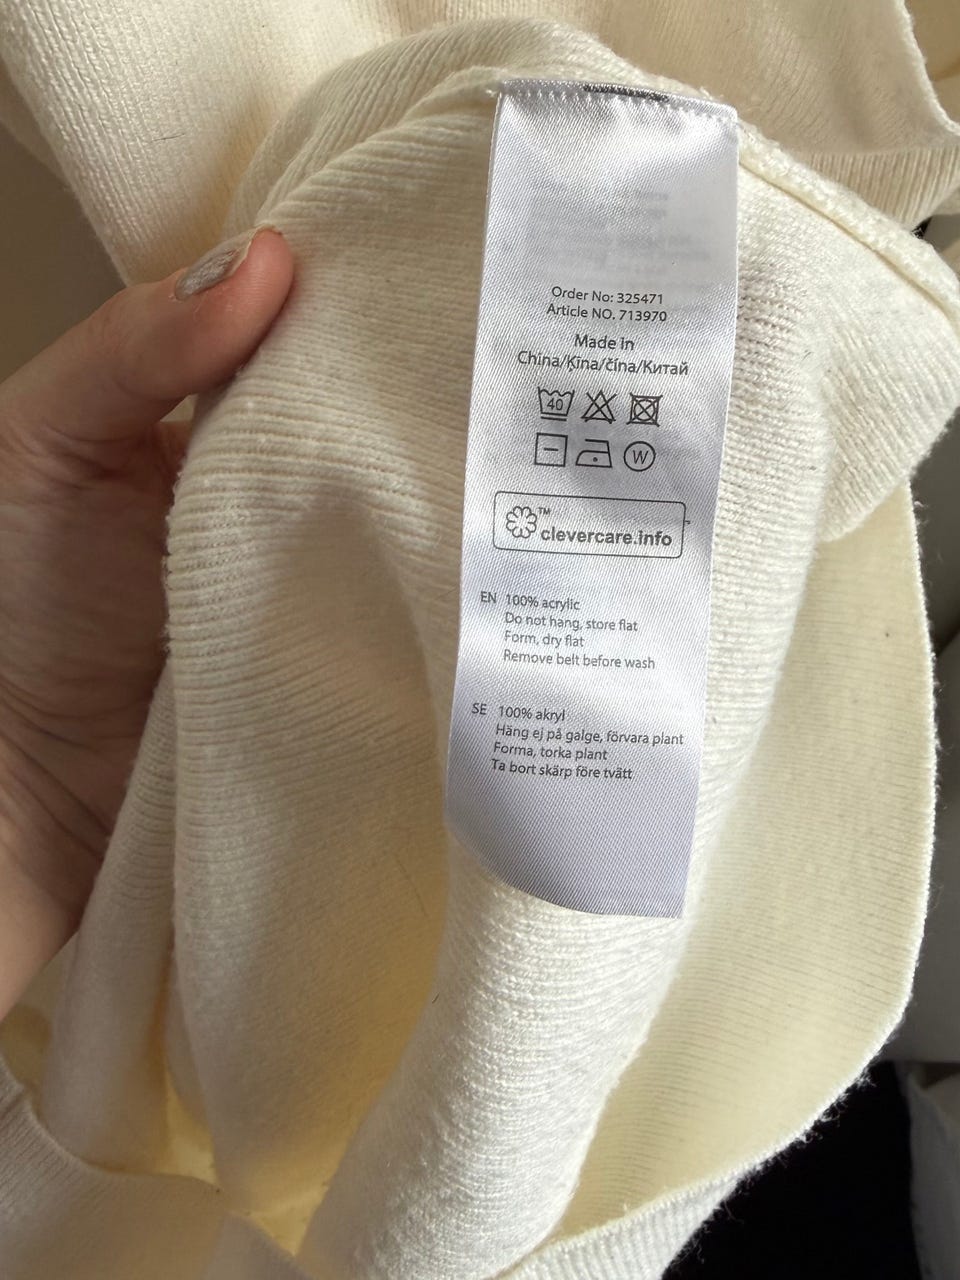 Order No: 325471
Article NO. 713970
Made In
China/Ķīna/čína/Китай
40
W
™
clevercare.info
EN 100% acrylic
Do not hang, store flat
Form, dry flat
Remove belt before wash
SE 100% akryl
Häng ej på galge, förvara plant
Forma, torka plant
Ta bort skärp före tvätt